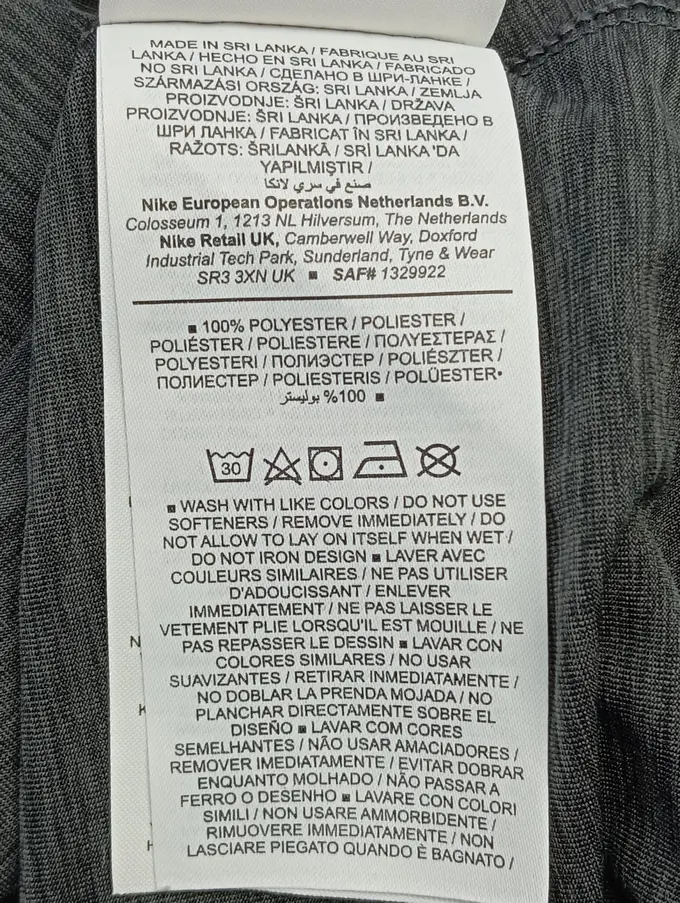 MADE IN SRI LANKA / FABRIQUE AU SRI
LANKA / HECHO EN SRI LANKA / FABRICADO
NO SRI LANKA / СДЕЛАНО В ШРИ-ЛАНКЕ /
SZÁRMAZÁSI ORSZÁG: SRI LANKA / ZEMLJA
PROIZVODNJE: ŠRI LANKA / DRŽAVA
PROIZVODNJE: ŠRI LANKA / ПРОИЗВЕДЕНО В
ШРИ ЛАНКА / FABRICAT ÎN SRI LANKA /
RAŽOTS: ŠRILANKĀ / SRİ LANKA'DA
YAPILMIŞTIR /
صنع في سري لانكا
Nike European Operations Netherlands B.V.
Colosseum 1, 1213 NL Hilversum, The Netherlands
Nike Retail UK, Camberwell Way, Doxford
Industrial Tech Park, Sunderland, Tyne & Wear
SR3 3XN UK ■ SAF# 1329922
■ 100% POLYESTER / POLIESTER /
POLIÉSTER / POLIESTERE / ΠΟΛΥΕΣΤΕΡΑΣ /
POLYESTERI / ПОЛИЭСТЕР / POLIÉSZTER /
ПОЛИЕСТЕР / POLIESTERIS / POLÜESTER•
100% بوليستر ■
30
■ WASH WITH LIKE COLORS / DO NOT USE
SOFTENERS / REMOVE IMMEDIATELY / DO
NOT ALLOW TO LAY ON ITSELF WHEN WET /
DO NOT IRON DESIGN ■ LAVER AVEC
COULEURS SIMILAIRES / NE PAS UTILISER
D'ADOUCISSANT / ENLEVER
IMMEDIATEMENT / NE PAS LAISSER LE
VETEMENT PLIE LORSQU'IL EST MOUILLE / NE
PAS REPASSER LE DESSIN ■ LAVAR CON
COLORES SIMILARES / NO USAR
SUAVIZANTES / RETIRAR INMEDIATAMENTE /
NO DOBLAR LA PRENDA MOJADA / NO
PLANCHAR DIRECTAMENTE SOBRE EL
DISEÑO ■ LAVAR COM CORES
SEMELHANTES / NÃO USAR AMACIADORES /
REMOVER IMEDIATAMENTE / EVITAR DOBRAR
ENQUANTO MOLHADO / NÃO PASSAR A
FERRO O DESENHO ■ LAVARE CON COLORI
SIMILI / NON USARE AMMORBIDENTE /
RIMUOVERE IMMEDIATAMENTE / NON
LASCIARE PIEGATO QUANDO È BAGNATO /